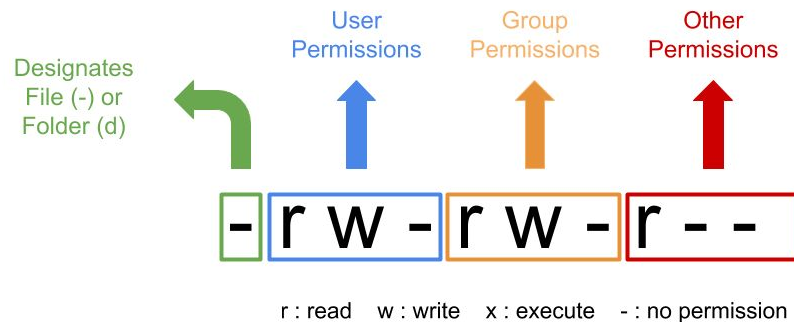 User
Permissions
Group
Permissions
Other
Permissions
Designates
File (-) or
Folder (d)
- r w - r w - r - -
r : read w : write x : execute - : no permission